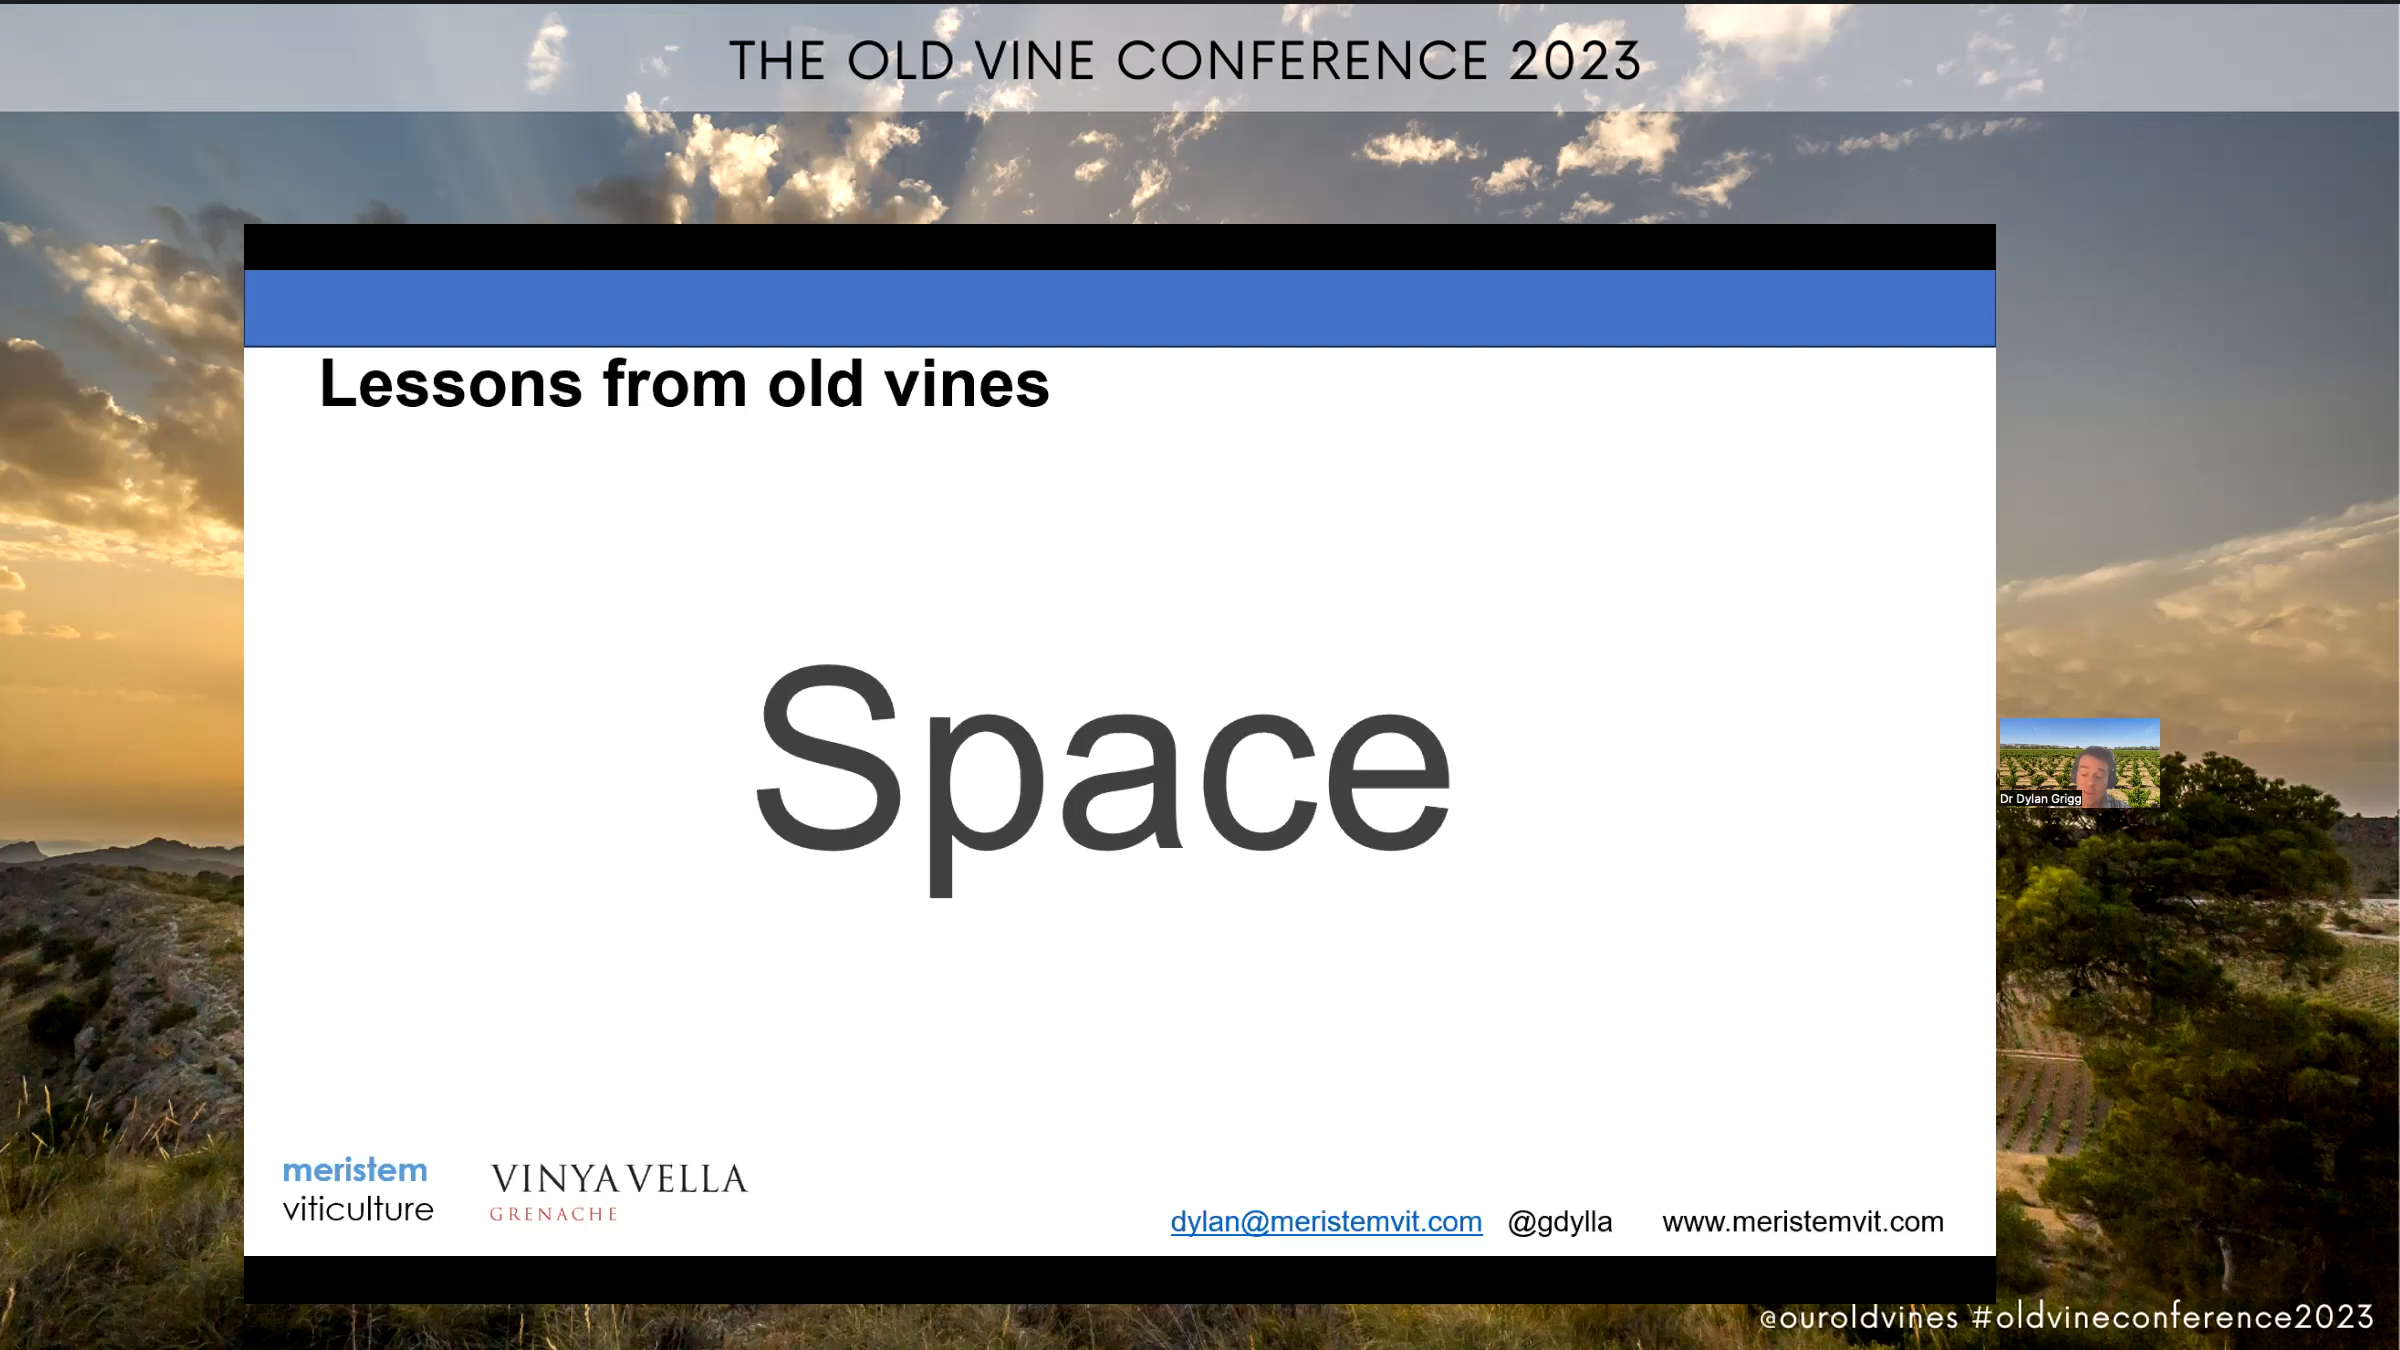 THE OLD VINE CONFERENCE 2023
Lessons from old vines
Space
Dr Dylan Grigg
meristem
viticulture
VINYA VELLA
GRENACHE
dylan@meristemvit.com @gdylla www.meristemvit.com
@ouroldvines #oldvineconference2023